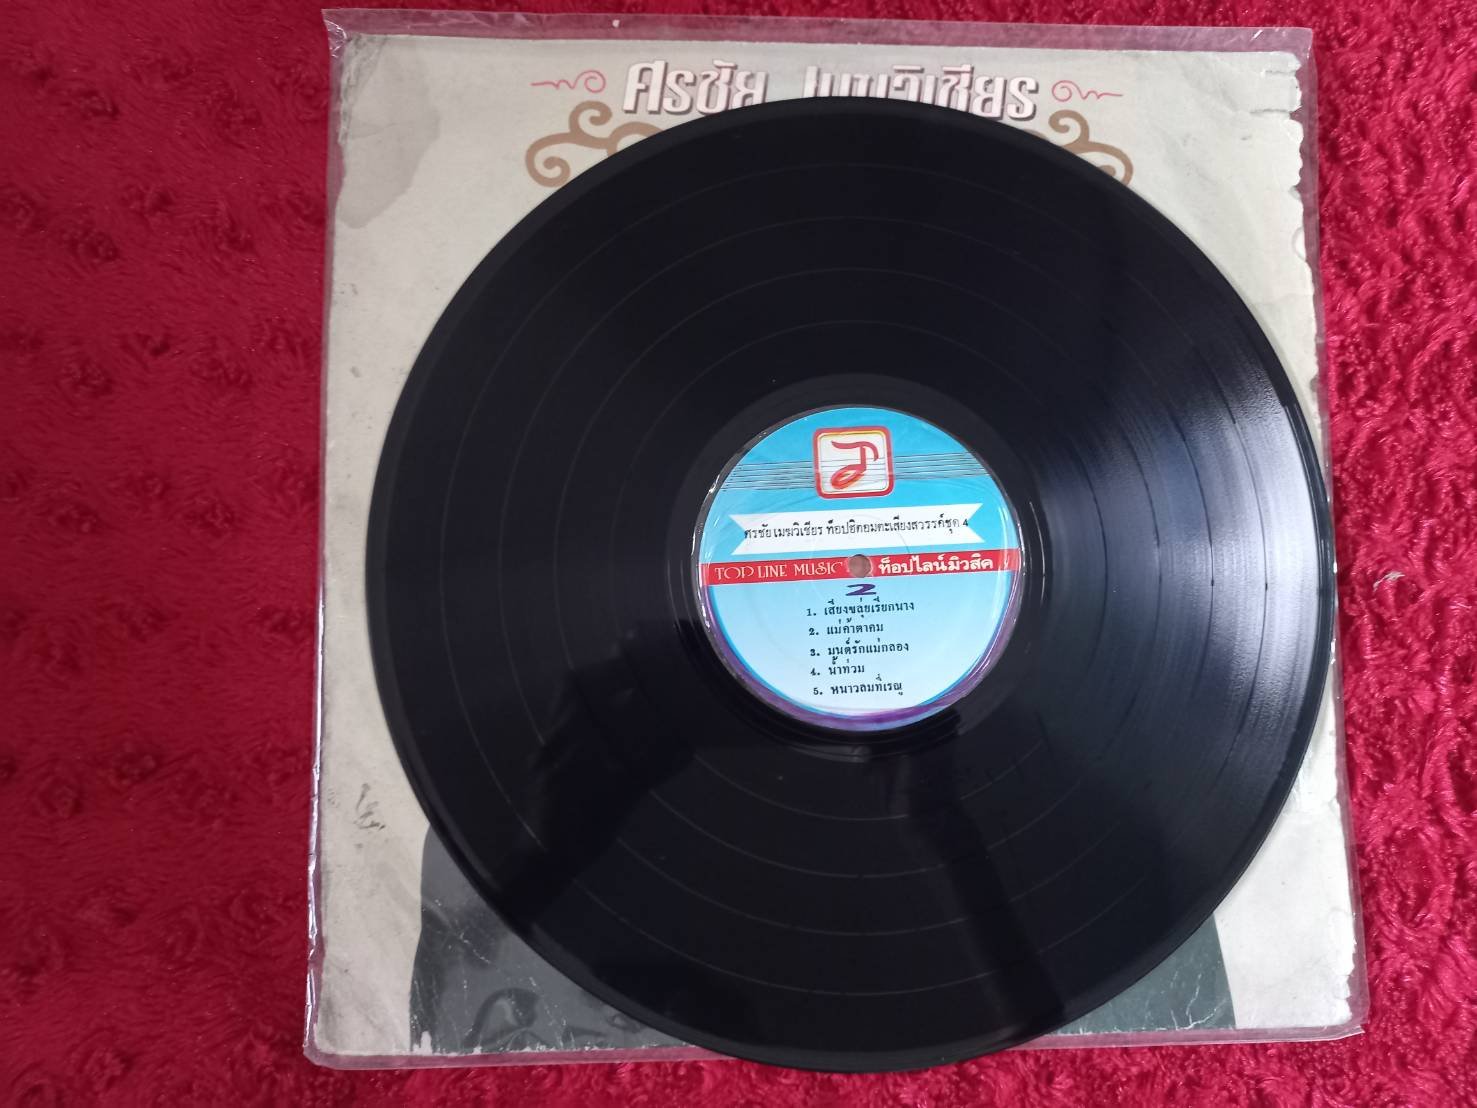 ศรชัย เมฆวิเชียร
ศรชัย เมฆวิเชียร ท็อปฮิตอมตะเสียงสวรรค์ชุด 4
TOP LINE MUSIC ท็อปไลน์มิวสิค
2
1. เสียงขลุ่ยเรียกนาง
2. แม่ค้าตาคม
3. มนต์รักแม่กลอง
4. น้ำท่วม
5. หนาวลมที่เรณู